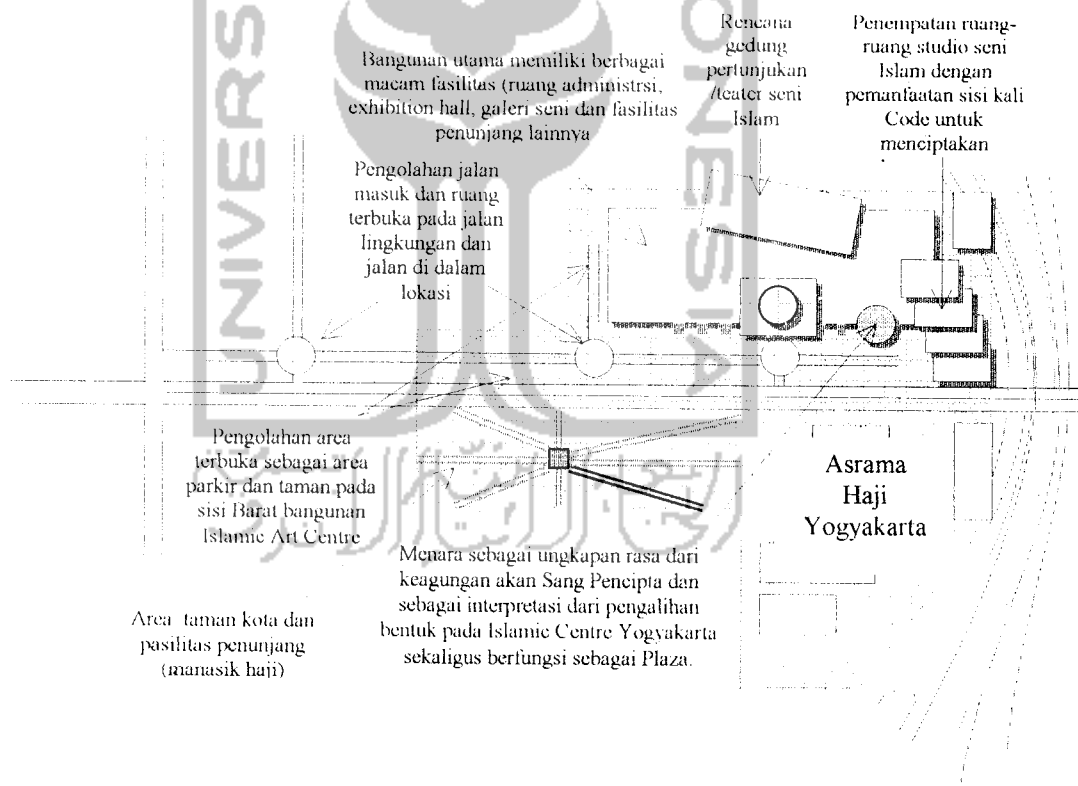 Bangunan utama memiliki berbagai
macam fasilitas (ruang administrsi,
exhibition hall, galeri seni dan fasilitas
penunjang lainnya
Rencana
gedung
pertunjukan
/teater seni
Islam
Penempatan ruang-
ruang studio seni
Islam dengan
pemanfaatan sisi kali
Code untuk
menciptakan
Pengolahan jalan
masuk dan ruang
terbuka pada jalan
lingkungan dan
jalan di dalam
lokasi
Pengolahan area
terbuka sebagai area
parkir dan taman pada
sisi Barat bangunan
Islamic Art Centre
Asrama
Haji
Yogyakarta
Menara sebagai ungkapan rasa dari
keagungan akan Sang Pencipta dan
sebagai interpretasi dari pengalihan
bentuk pada Islamic Centre Yogyakarta
sekaligus berfungsi sebagai Plaza.
Area taman kota dan
pasilitas penunjang
(manasik haji)
UNIVERS
ONESIA